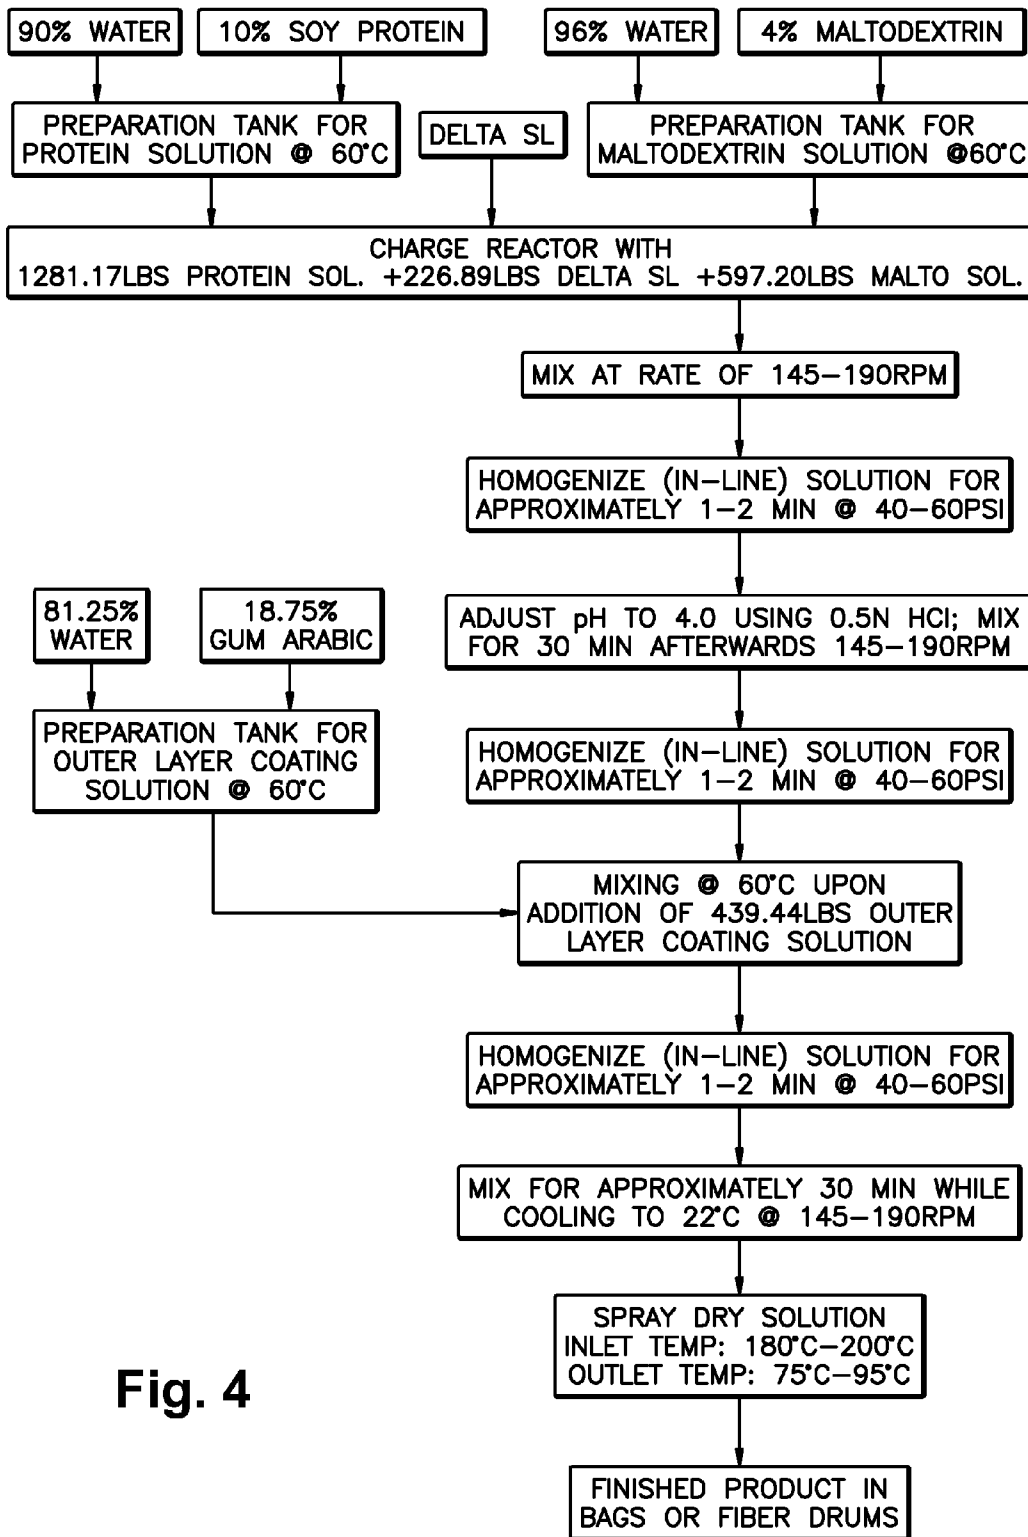 90% WATER
10% SOY PROTEIN
96% WATER
4% MALTODEXTRIN
PREPARATION TANK FOR
PROTEIN SOLUTION @ 60°C
DELTA SL
PREPARATION TANK FOR
MALTODEXTRIN SOLUTION @60°C
CHARGE REACTOR WITH
1281.17LBS PROTEIN SOL. +226.89LBS DELTA SL +597.20LBS MALTO SOL.
MIX AT RATE OF 145–190RPM
HOMOGENIZE (IN–LINE) SOLUTION FOR
APPROXIMATELY 1–2 MIN @ 40–60PSI
81.25%
WATER
18.75%
GUM ARABIC
ADJUST pH TO 4.0 USING 0.5N HCl; MIX
FOR 30 MIN AFTERWARDS 145–190RPM
PREPARATION TANK FOR
OUTER LAYER COATING
SOLUTION @ 60°C
HOMOGENIZE (IN–LINE) SOLUTION FOR
APPROXIMATELY 1–2 MIN @ 40–60PSI
MIXING @ 60°C UPON
ADDITION OF 439.44LBS OUTER
LAYER COATING SOLUTION
HOMOGENIZE (IN–LINE) SOLUTION FOR
APPROXIMATELY 1–2 MIN @ 40–60PSI
MIX FOR APPROXIMATELY 30 MIN WHILE
COOLING TO 22°C @ 145–190RPM
SPRAY DRY SOLUTION
INLET TEMP: 180°C–200°C
OUTLET TEMP: 75°C–95°C
Fig. 4
FINISHED PRODUCT IN
BAGS OR FIBER DRUMS